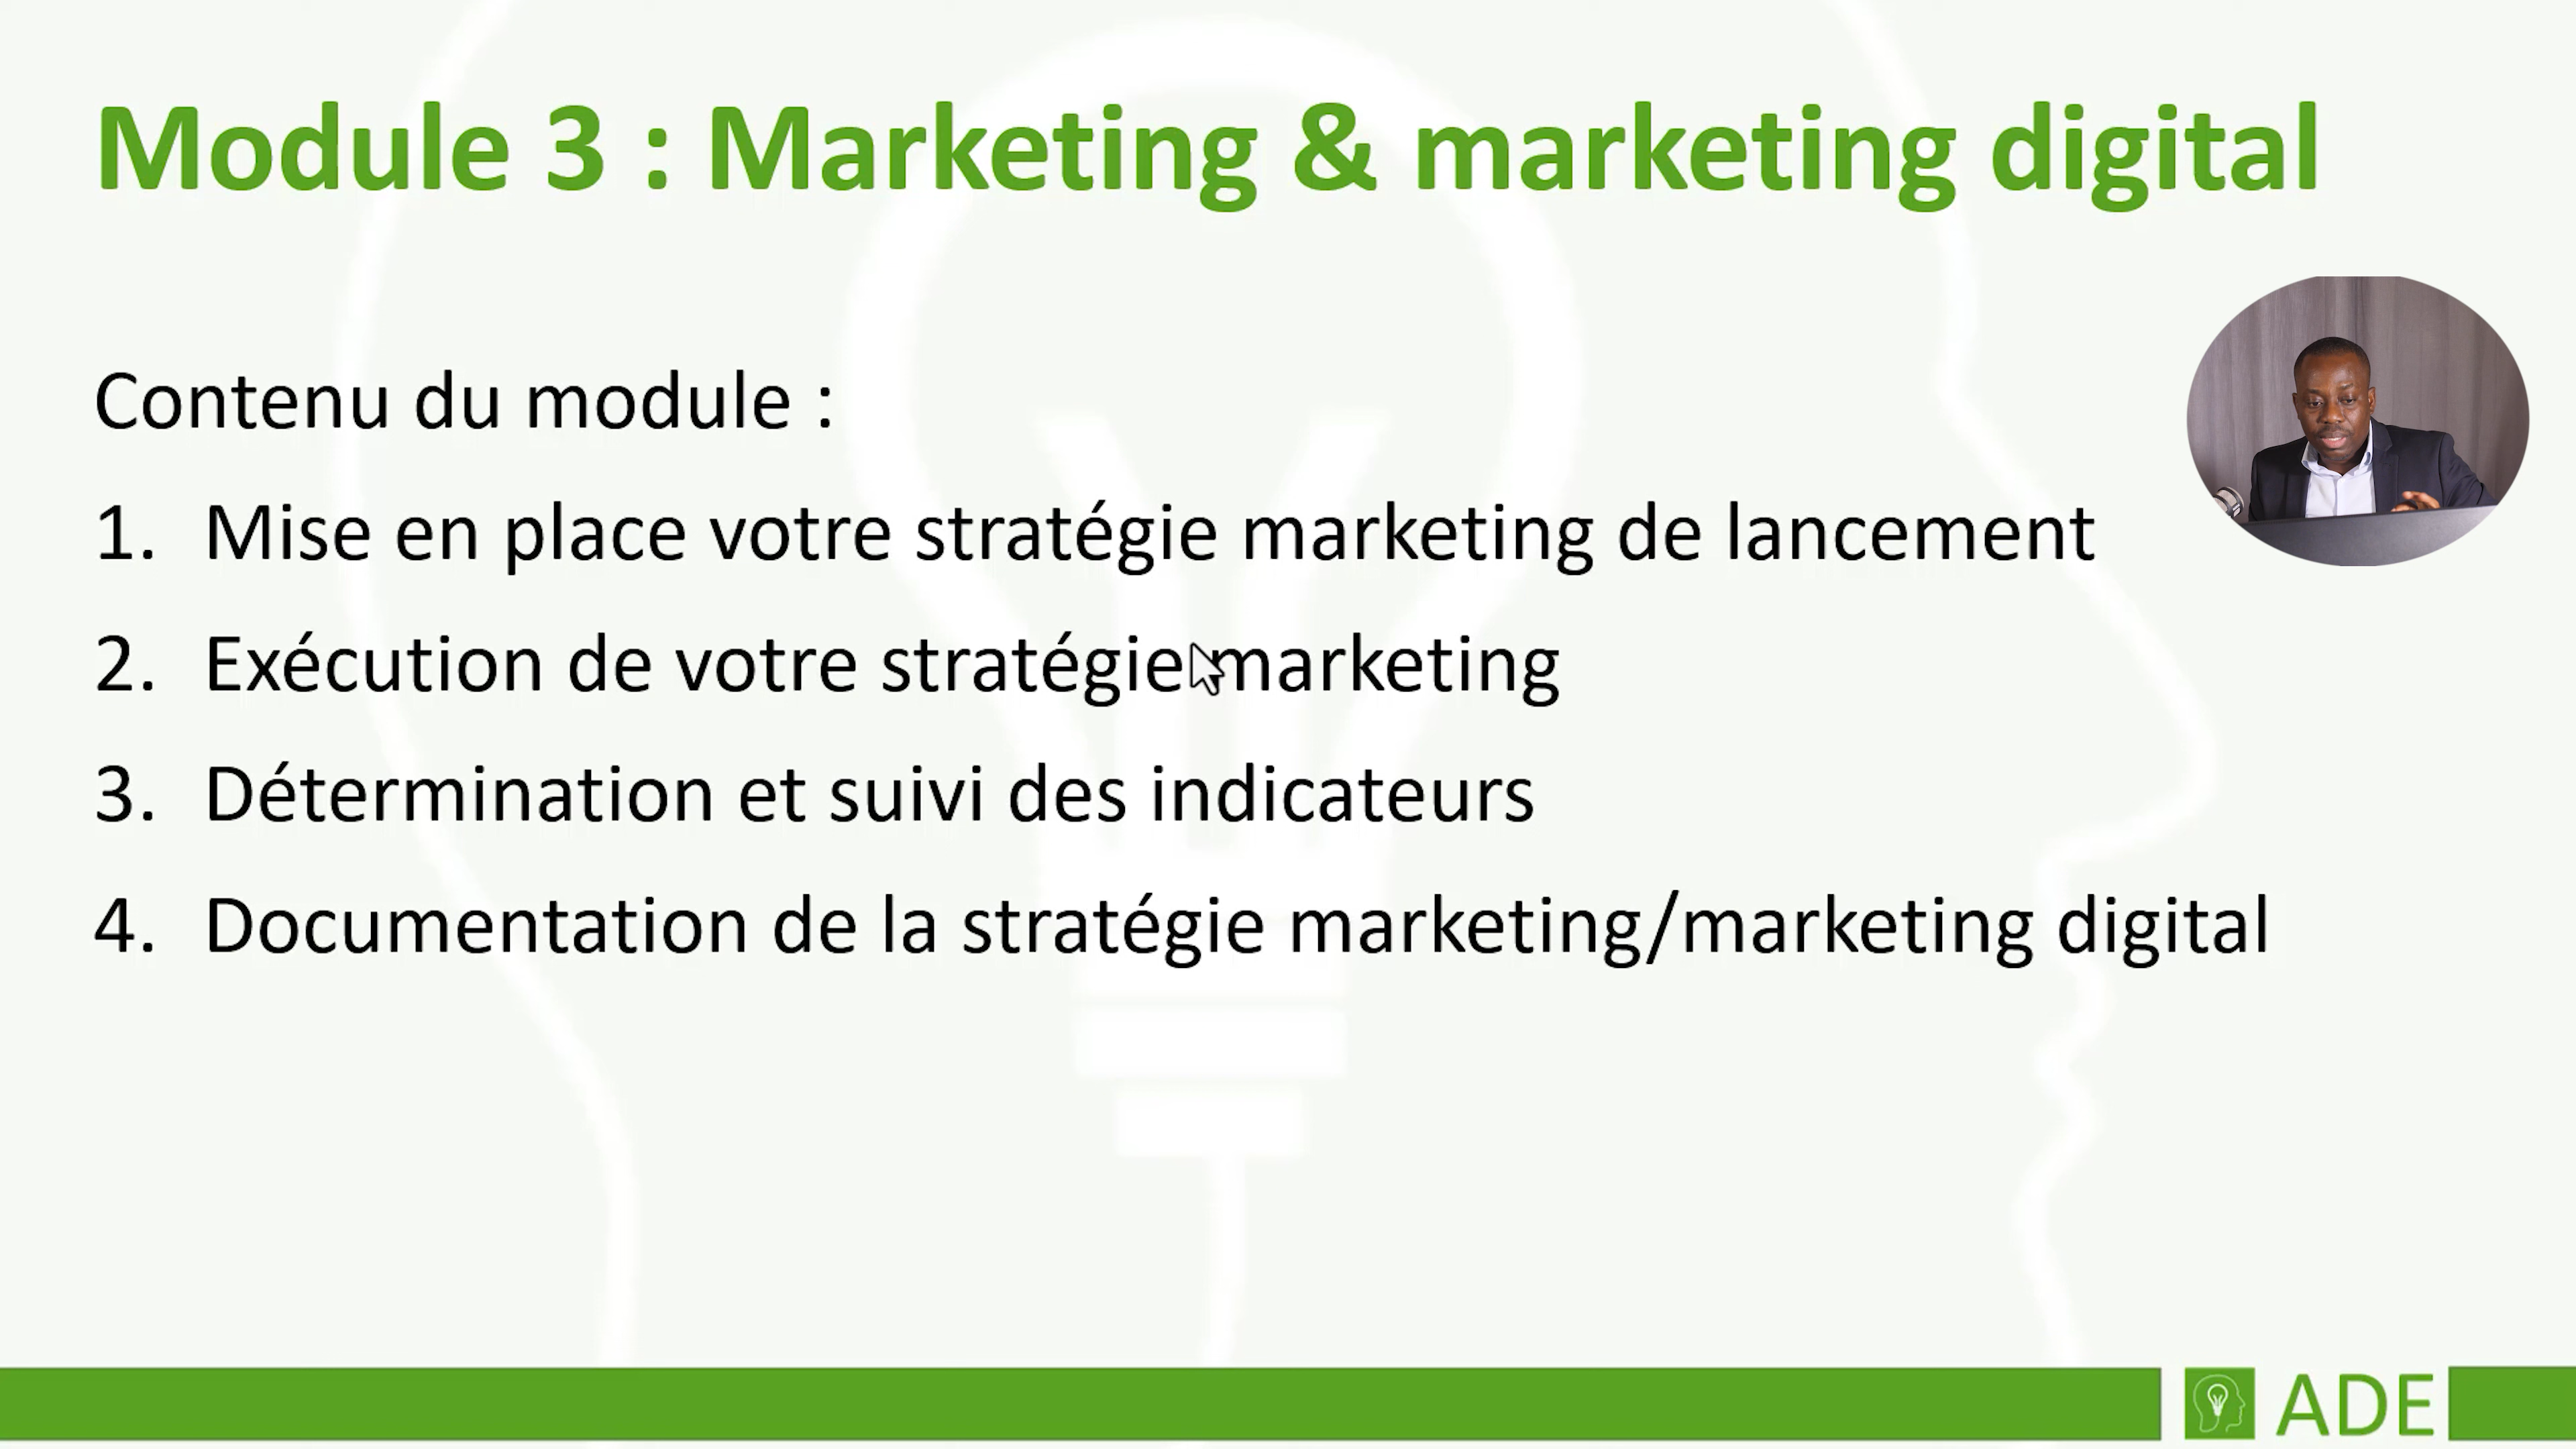 Module 3 : Marketing & marketing digital
Contenu du module :
1. Mise en place votre stratégie marketing de lancement
2. Exécution de votre stratégie marketing
3. Détermination et suivi des indicateurs
4. Documentation de la stratégie marketing/marketing digital
ADE